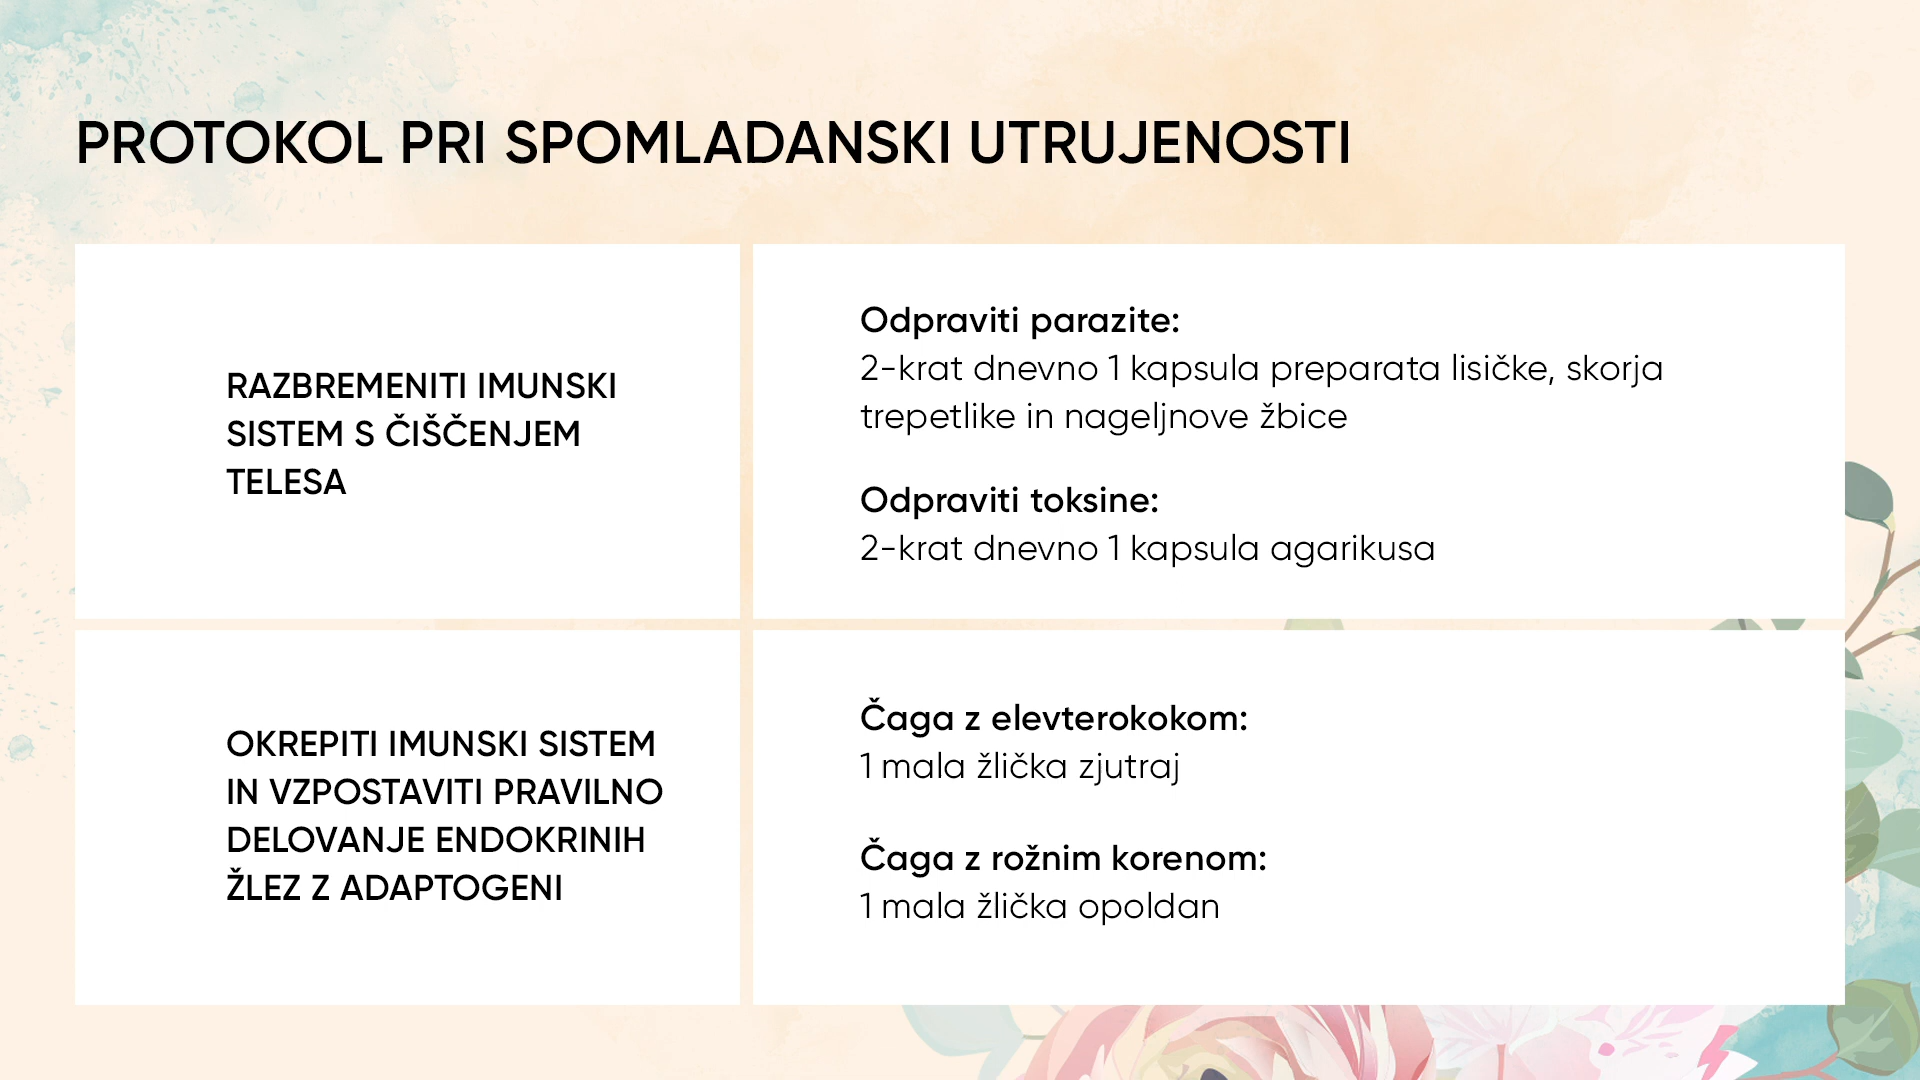 PROTOKOL PRI SPOMLADANSKI UTRUJENOSTI
RAZBREMENITI IMUNSKI
SISTEM S ČIŠČENJEM
TELESA
Odpraviti parazite:
2-krat dnevno 1 kapsula preparata lisičke, skorja
trepetlike in nageljnove žbice
Odpraviti toksine:
2-krat dnevno 1 kapsula agarikusa
OKREPITI IMUNSKI SISTEM
IN VZPOSTAVITI PRAVILNO
DELOVANJE ENDOKRINIH
ŽLEZ Z ADAPTOGENI
Čaga z elevterokokom:
1 mala žlička zjutraj
Čaga z rožnim korenom:
1 mala žlička opoldan